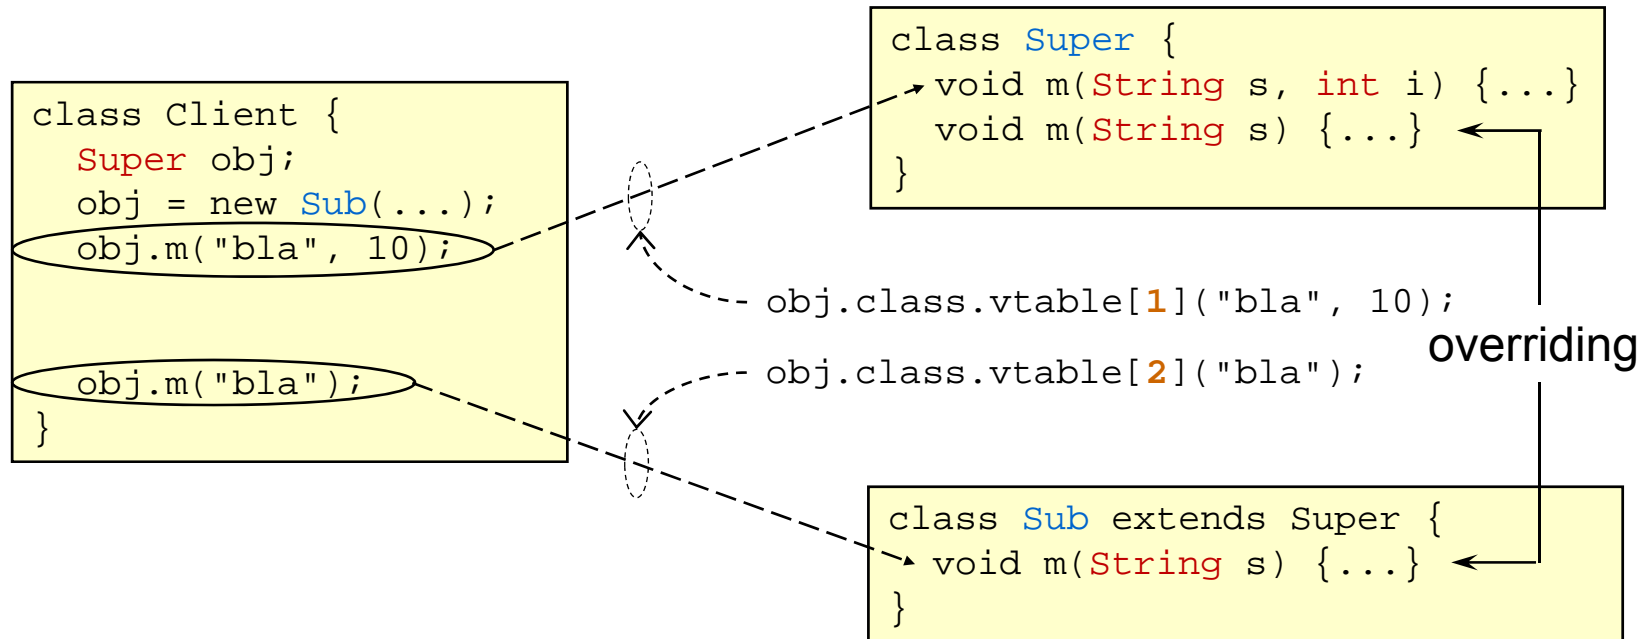 class Client {
Super obj;
obj = new Sub(...);
obj.m("bla", 10);
obj.m("bla");
}
class Super {
void m(String s, int i) {...}
void m(String s) {...}
}
obj.class.vtable[1]("bla", 10);
obj.class.vtable[2]("bla");
overriding
class Sub extends Super {
void m(String s) {...}
}